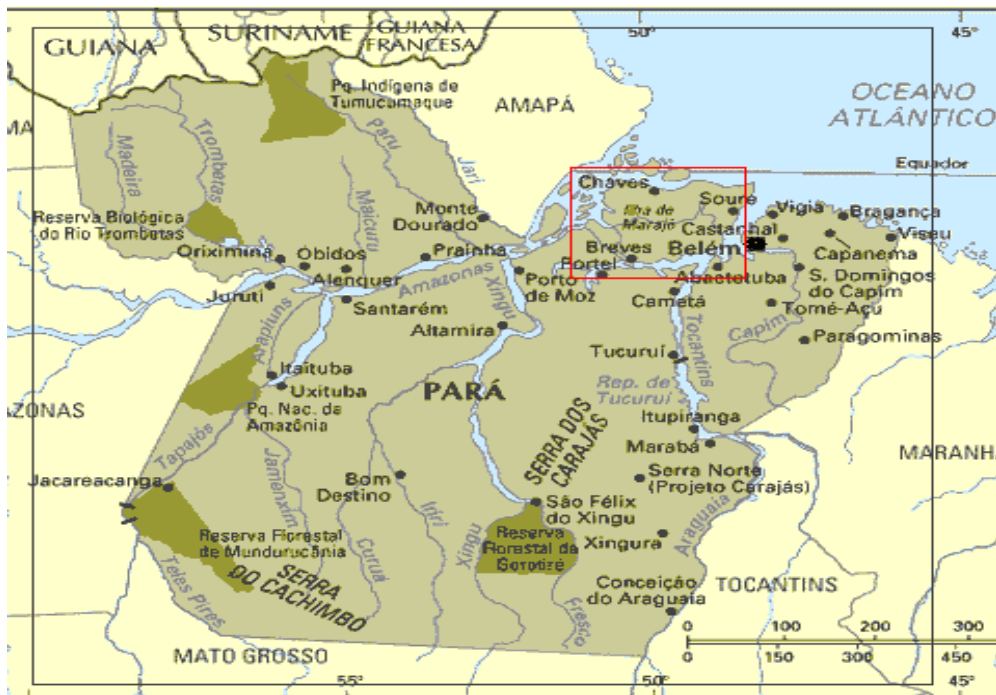 50°
45°
GUIANA
SURINAME
GUIANA
FRANCESA
Pq. Indígena de
Tumucumaque
AMAPÁ
OCEANO
ATLÂNTICO
MA
Madeira
Trombetas
Paru
Jari
Maicuru
Equador
Chaves
Soure
Ilha de
Marajó
Vigia
Bragança
Castanhal
Viseu
Reserva Biológica
do Rio Trombetas
Monte
Dourado
Breves
Belém
Capanema
Oriximina
Óbidos
Prainha
Portel
Abaetetuba
S. Domingos
do Capim
Alenquer
Amazonas
Porto
de Moz
Juruti
Santarém
Xingu
Cametá
Tomé-Açu
Altamira
Capim
Arapiuns
Tocantins
Paragominas
Itaituba
Tucuruí
Uxituba
PARÁ
Rep. de
Tucuruí
AZONAS
Pq. Nac. da
Amazônia
Itupiranga
SERRA DOS
CARAJÁS
Marabá
MARANH
Tapajós
Jacareacanga
Jamenxim
Bom
Destino
Serra Norte
(Projeto Carajás)
São Félix
do Xingu
Iriri
Xingu
Araguaia
Reserva Florestal
de Mundurucânia
Reserva
Florestal de
Gorotiré
Xingura
SERRA
DO CACHIMBO
Curuá
Teles Pires
Fresco
Conceição
do Araguaia
TOCANTINS
MATO GROSSO
0 100 200 300
0 150 300 450
55°
50°
45°